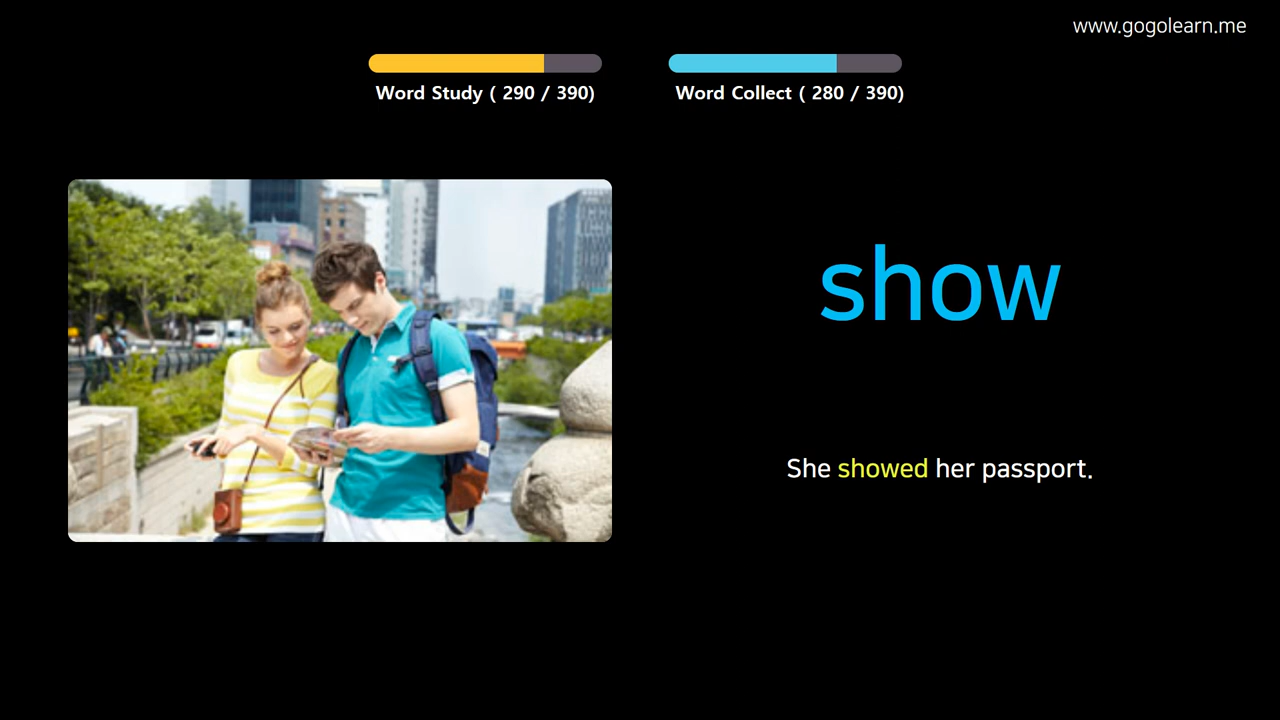 www.gogolearn.me
Word Study ( 290 / 390)
Word Collect ( 280 / 390)
show
She showed her passport.